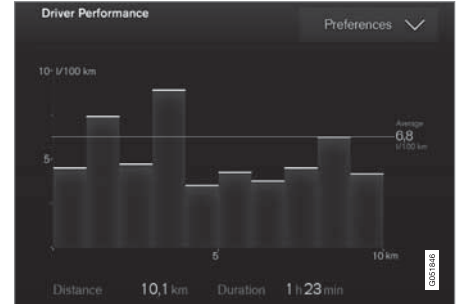 Driver Performance
Preferences
10 l/100 km
Average
6,8
l/100 km
5
5
10 km
G051846
Distance 10,1 km Duration 1 h 23 min